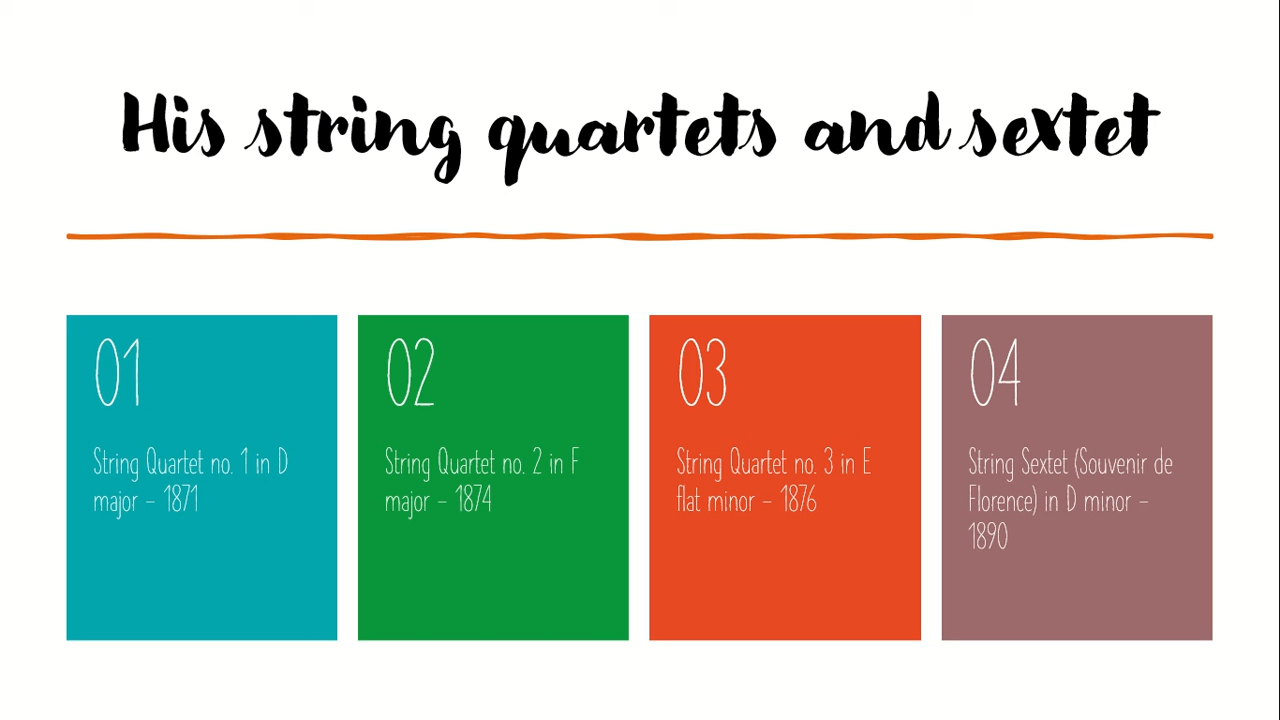 His string quartets and sextet
01
String Quartet no. 1 in D
major – 1871
02
String Quartet no. 2 in F
major – 1874
03
String Quartet no. 3 in E
flat minor – 1876
04
String Sextet (Souvenir de
Florence) in D minor –
1890